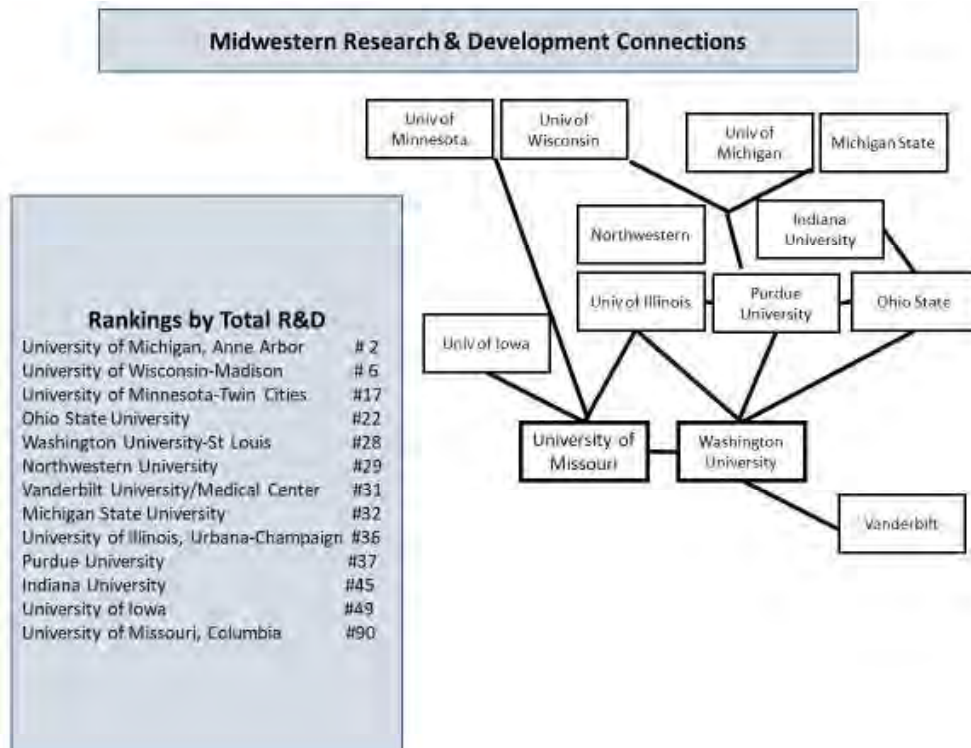 Midwestern Research & Development Connections
Univ of
Minnesota
Univ of
Wisconsin
Univ of
Michigan
Michigan State
Northwestern
Indiana
University
Univ of Illinois
Purdue
University
Ohio State
Univ of Iowa
University of
Missouri
Washington
University
Vanderbilt
Rankings by Total R&D
University of Michigan, Anne Arbor # 2
University of Wisconsin-Madison # 6
University of Minnesota-Twin Cities #17
Ohio State University #22
Washington University-St Louis #28
Northwestern University #29
Vanderbilt University/Medical Center #31
Michigan State University #32
University of Illinois, Urbana-Champaign #36
Purdue University #37
Indiana University #45
University of Iowa #49
University of Missouri, Columbia #90